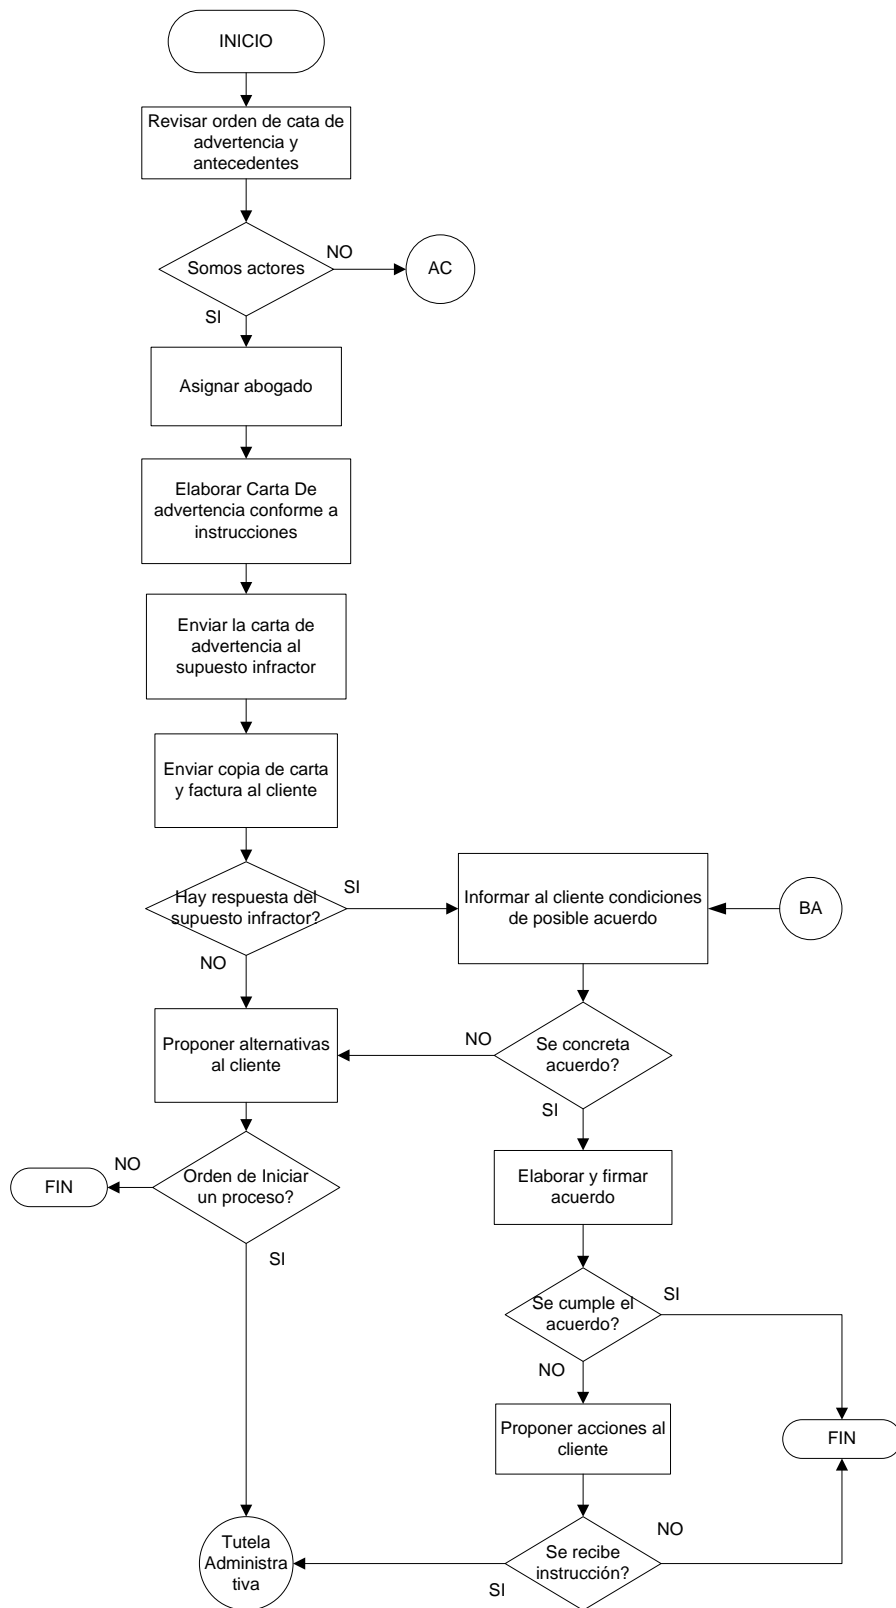 INICIO
Revisar orden de cata de
advertencia y
antecedentes
Somos actores
NO
AC
SI
Asignar abogado
Elaborar Carta De
advertencia conforme a
instrucciones
Enviar la carta de
advertencia al
supuesto infractor
Enviar copia de carta
y factura al cliente
Hay respuesta del
supuesto infractor?
SI
Informar al cliente condiciones
de posible acuerdo
BA
NO
Proponer alternativas
al cliente
NO
Se concreta
acuerdo?
SI
Orden de Iniciar
un proceso?
NO
FIN
SI
Elaborar y firmar
acuerdo
Se cumple el
acuerdo?
SI
NO
Proponer acciones al
cliente
FIN
Se recibe
instrucción?
NO
SI
Tutela
Administra
tiva